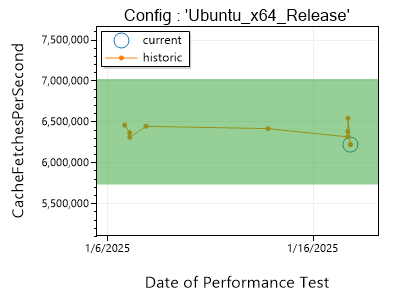 Config : 'Ubuntu_x64_Release'
current
historic
CacheFetchesPerSecond
7,500,000
7,000,000
6,500,000
6,000,000
5,500,000
1/6/2025
1/16/2025
Date of Performance Test